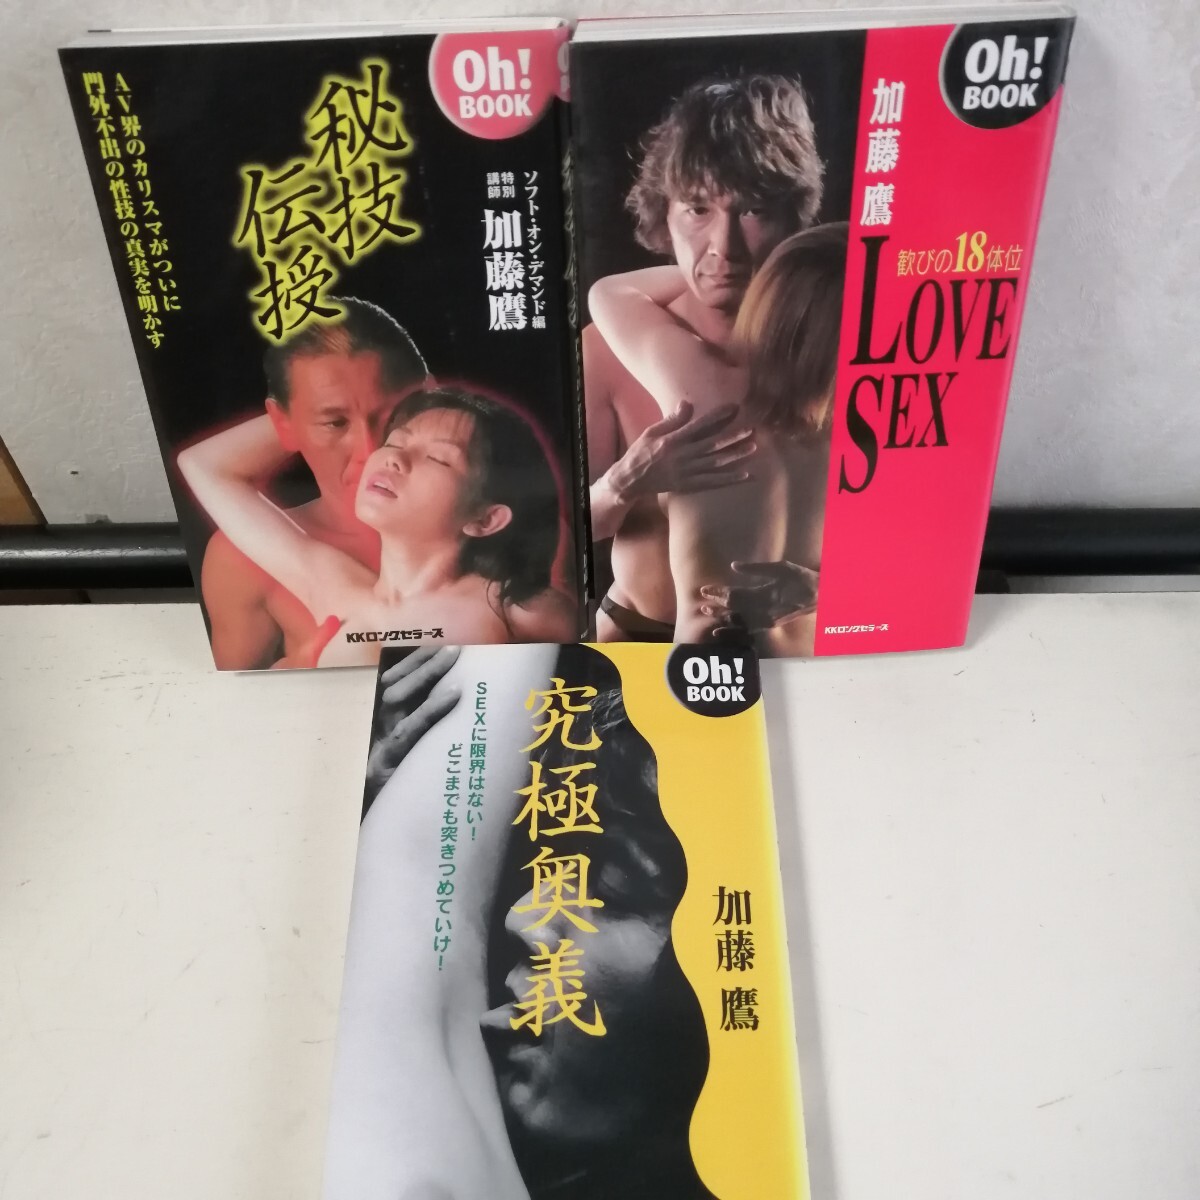 Oh!
BOOK
秘技
伝授
AV界のカリスマがついに
門外不出の性技の真実を明かす
ソフト・オン・デマンド編
特別
講師
加藤鷹
KKロングセラーズ
Oh!
BOOK
加藤鷹
歓びの18体位
LOVE
SEX
KKロングセラーズ
Oh!
BOOK
究極奥義
SEXに限界はない!
どこまでも突きつめていけ!
加藤鷹